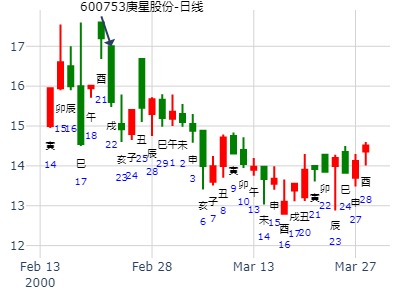 600753庚星股份-日线
17
16
15
14
13
12
寅
14
卯
15
辰
16
巳
17
午
18
酉
21
戌
22
亥
23
子
24
丑
25
辰
28
巳
29
午
1
未
2
申
3
亥
6
子
7
丑
8
寅
9
卯
10
午
13
未
14
申
15
酉
16
戌
17
丑
20
寅
21
卯
22
辰
23
巳
24
申
27
酉
28
Feb 13
2000
Feb 28
Mar 13
Mar 27